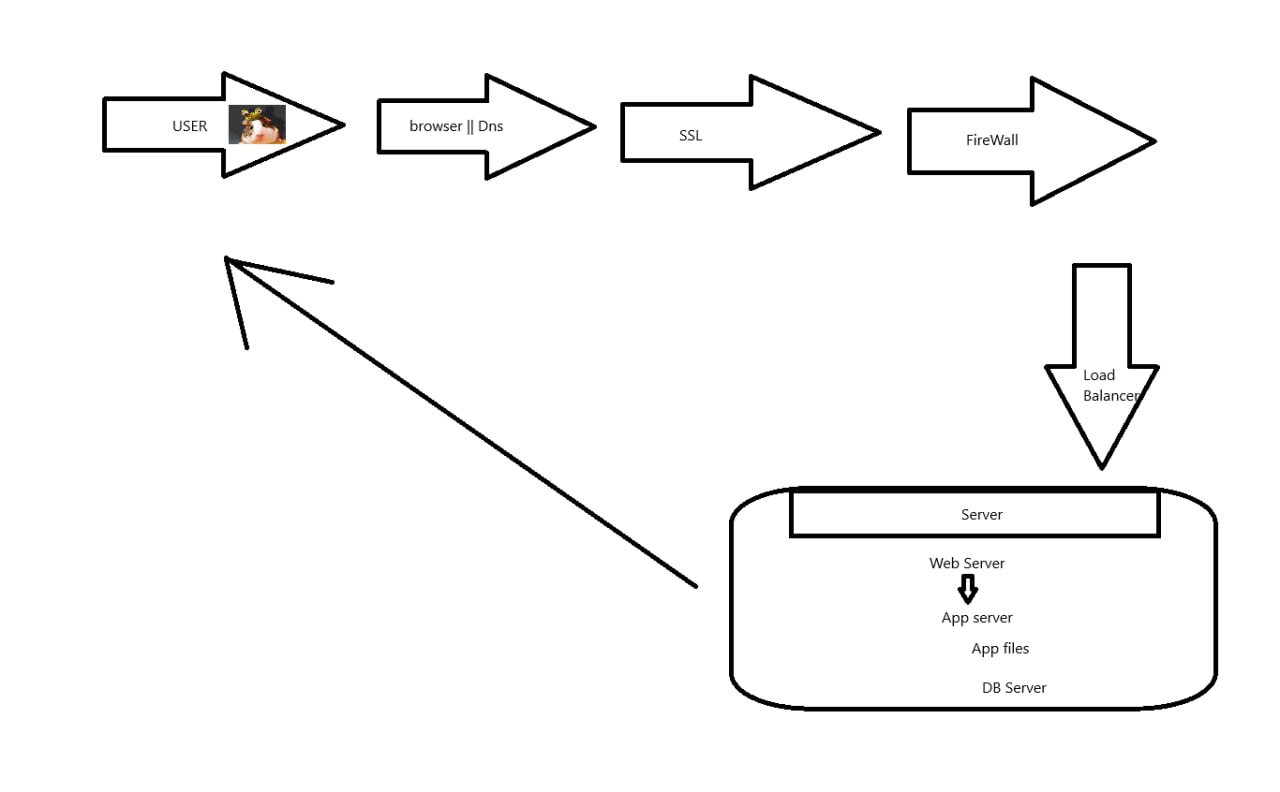 USER
browser || Dns
SSL
FireWall
Load
Balancer
Server
Web Server
App server
App files
DB Server